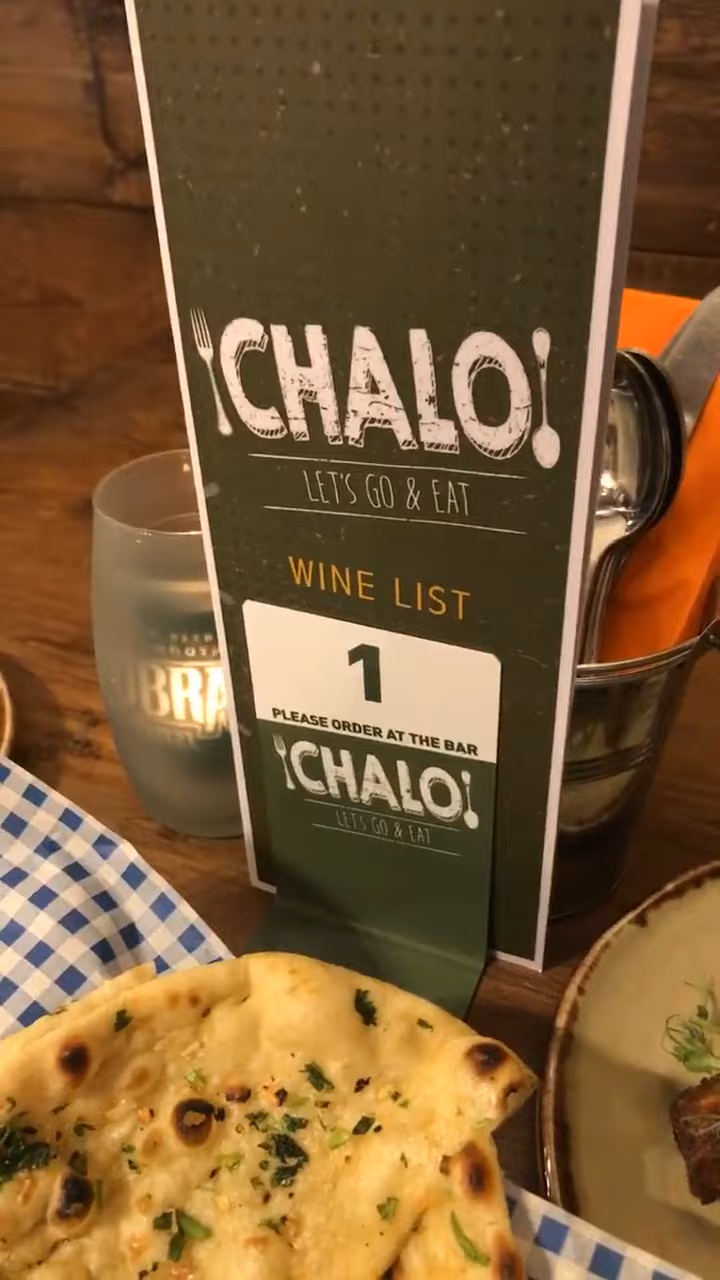 CHALO!
LET'S GO & EAT
WINE LIST
1
PLEASE ORDER AT THE BAR
CHALO!
LET'S GO & EAT